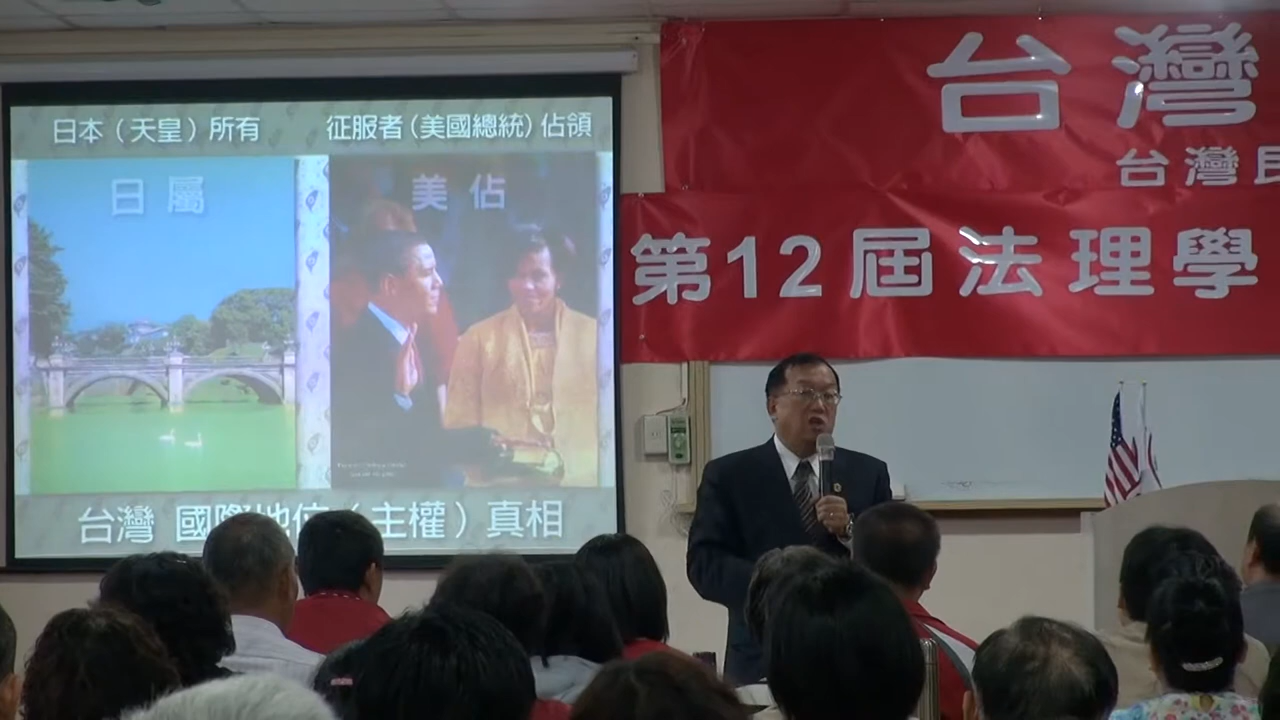 日本（天皇）所有 征服者（美國總統）佔領
日屬 美佔
台灣 國際地位（主權）真相
台灣
台灣民
第12屆法理學